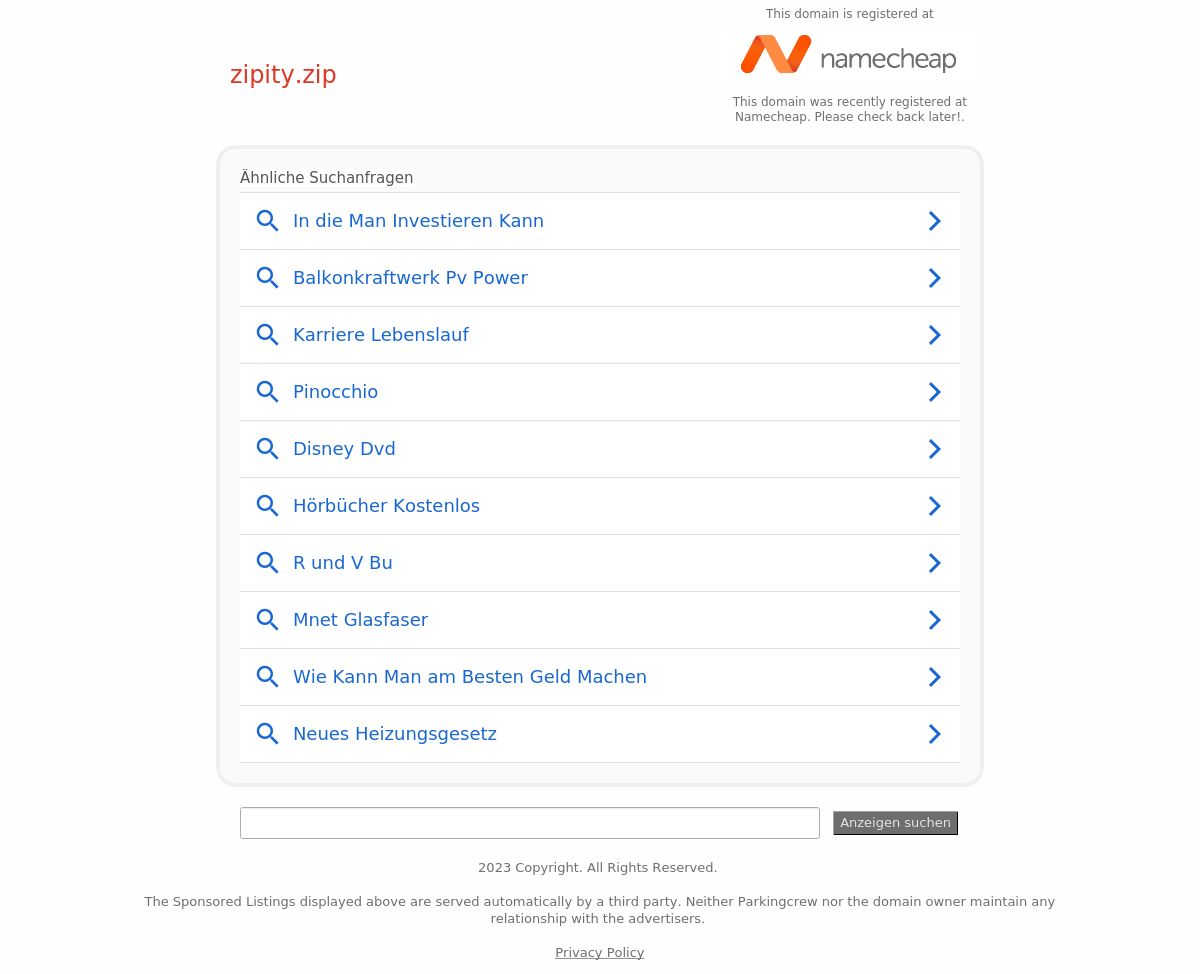 This domain is registered at
namecheap
zipity.zip
This domain was recently registered at
Namecheap. Please check back later!.
Ähnliche Suchanfragen
In die Man Investieren Kann
Balkonkraftwerk Pv Power
Karriere Lebenslauf
Pinocchio
Disney Dvd
Hörbücher Kostenlos
R und V Bu
Mnet Glasfaser
Wie Kann Man am Besten Geld Machen
Neues Heizungsgesetz
Anzeigen suchen
2023 Copyright. All Rights Reserved.
The Sponsored Listings displayed above are served automatically by a third party. Neither Parkingcrew nor the domain owner maintain any
relationship with the advertisers.
Privacy Policy